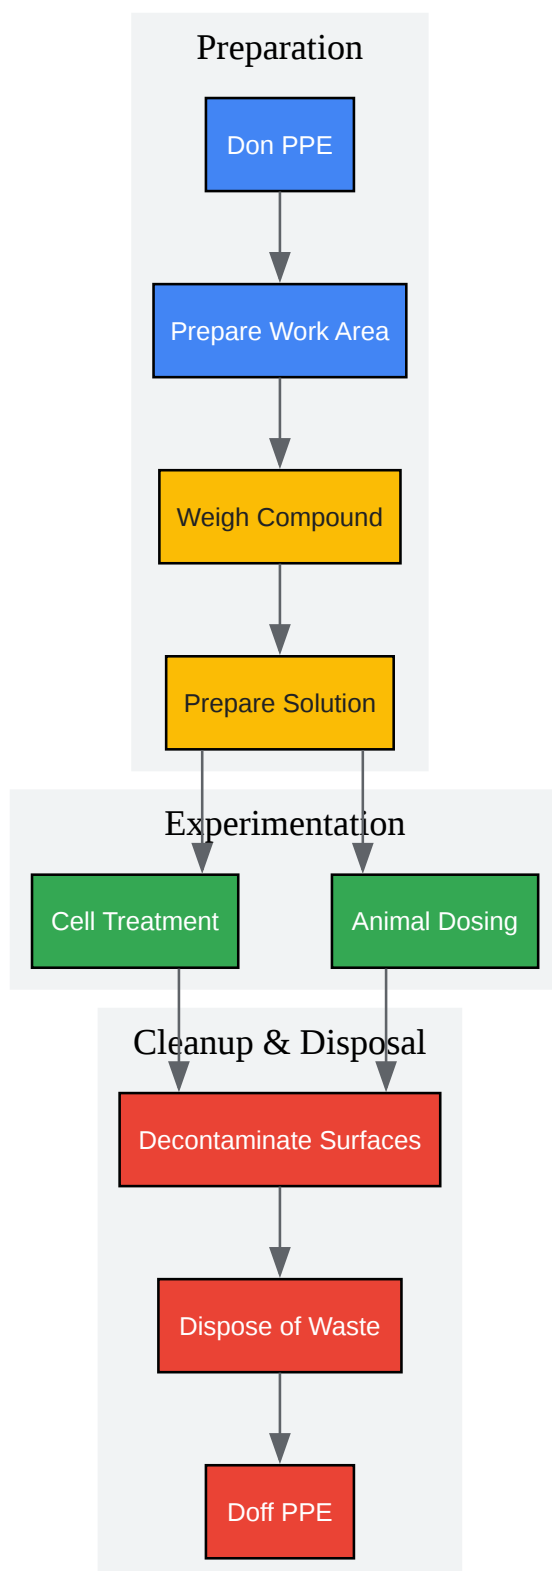 Preparation
Don PPE
Prepare Work Area
Weigh Compound
Prepare Solution
Experimentation
Cell Treatment
Animal Dosing
Cleanup & Disposal
Decontaminate Surfaces
Dispose of Waste
Doff PPE